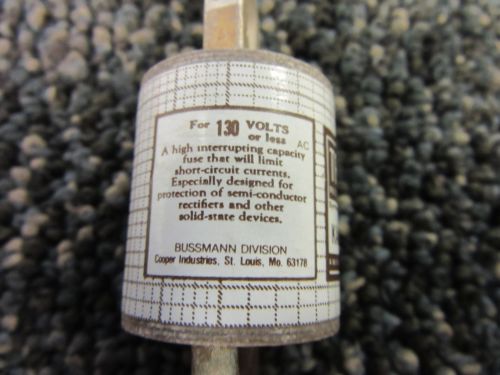 For 130 VOLTS
or less AC
A high interrupting capacity
fuse that will limit
short-circuit currents.
Especially designed for
protection of semi-conductor
rectifiers and other
solid-state devices.
BUSSMANN DIVISION
Cooper Industries, St. Louis, Mo. 63178